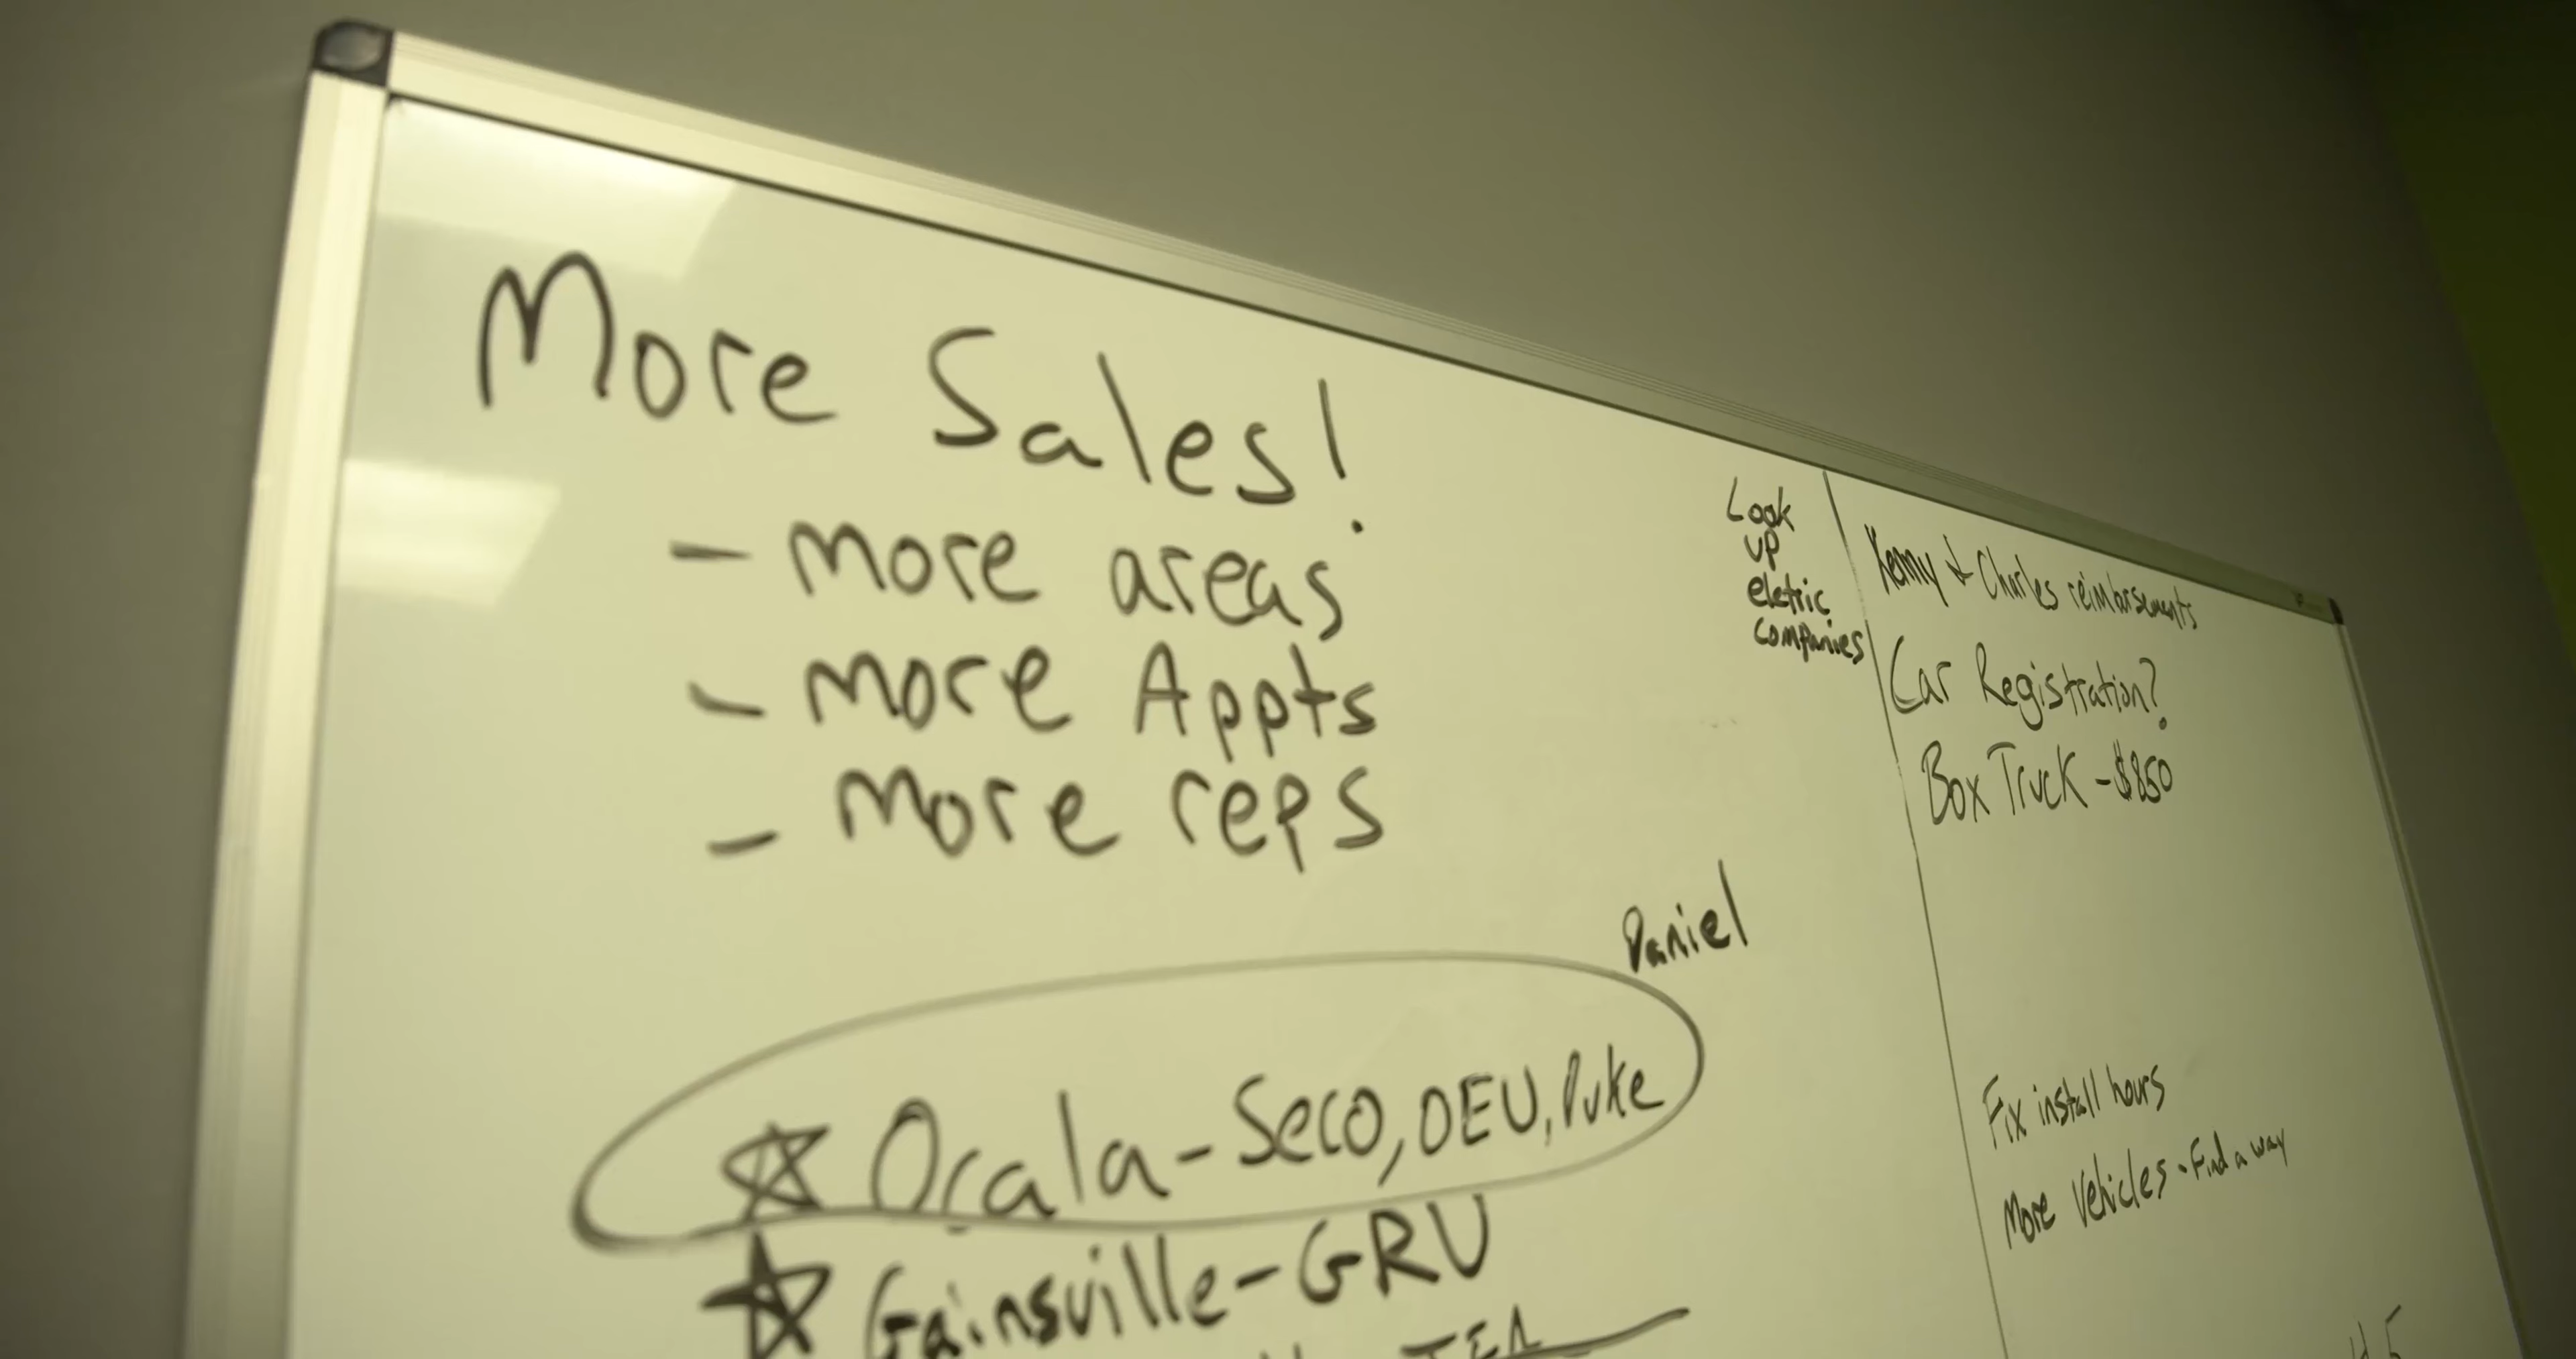 More Sales!
- more areas
- more Appts
- more reps
Daniel
☆ Ocala - Seco, OEU, Duke
☆ Gainsville - GRU
Look
up
eletric
companies
Kenny & Charles reimbursements
Car Registration?
Box Truck - $850
Fix install hours
More Vehicles - Find a way